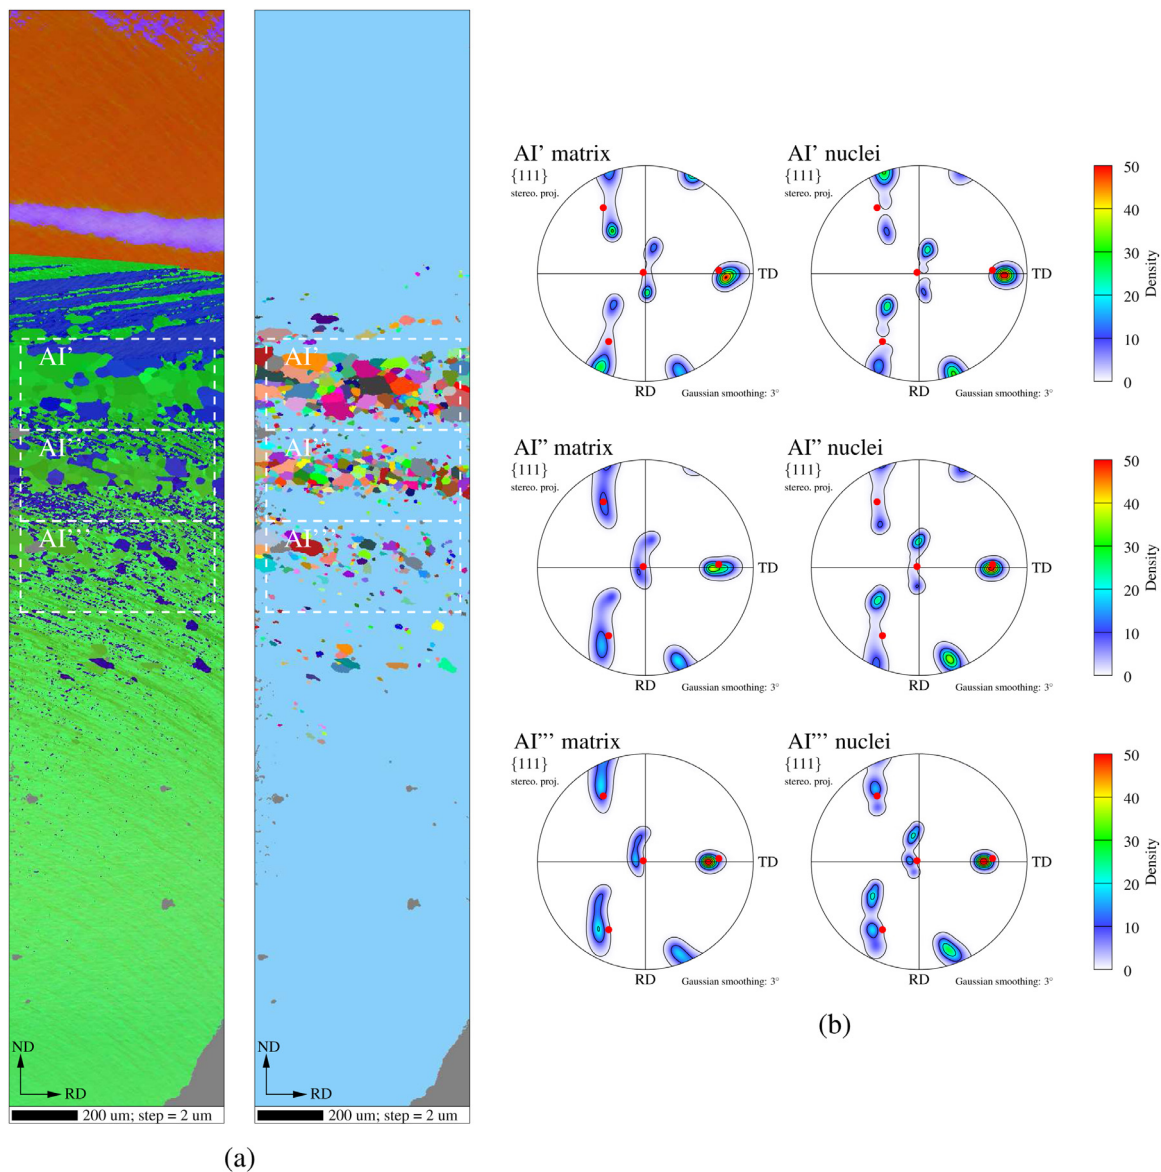 AI'
AI''
AI'''
ND
RD
200 um; step = 2 um
AI'
AI''
AI'''
ND
RD
200 um; step = 2 um
(a)
AI' matrix
{111}
stereo. proj.
TD
RD
Gaussian smoothing: 3°
AI' nuclei
{111}
stereo. proj.
TD
RD
Gaussian smoothing: 3°
50
40
30
20
10
0
Density
AI'' matrix
{111}
stereo. proj.
TD
RD
Gaussian smoothing: 3°
AI'' nuclei
{111}
stereo. proj.
TD
RD
Gaussian smoothing: 3°
50
40
30
20
10
0
Density
AI''' matrix
{111}
stereo. proj.
TD
RD
Gaussian smoothing: 3°
AI''' nuclei
{111}
stereo. proj.
TD
RD
Gaussian smoothing: 3°
50
40
30
20
10
0
Density
(b)